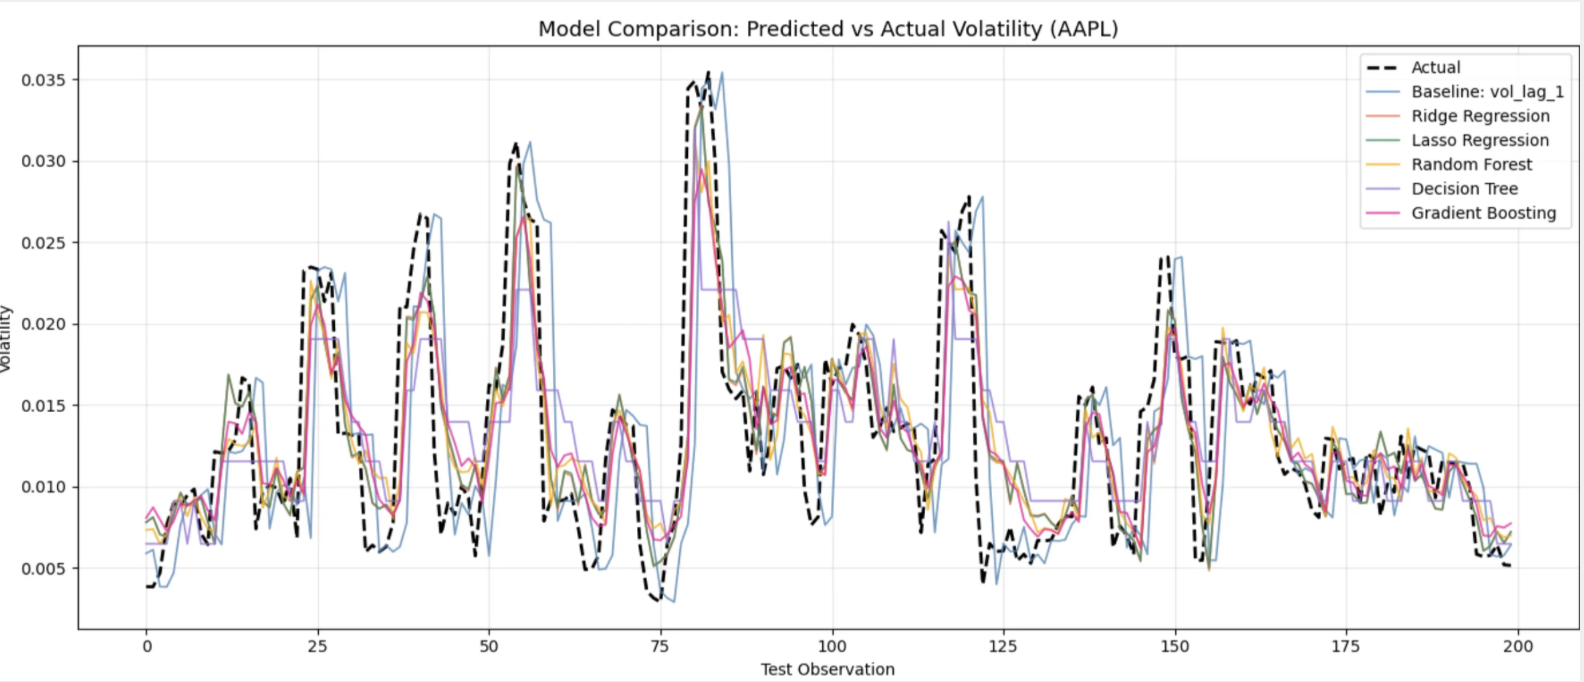 Model Comparison: Predicted vs Actual Volatility (AAPL)
0.035
0.030
0.025
0.020
0.015
0.010
0.005
Volatility
Actual
Baseline: vol_lag_1
Ridge Regression
Lasso Regression
Random Forest
Decision Tree
Gradient Boosting
0
25
50
75
100
125
150
175
200
Test Observation